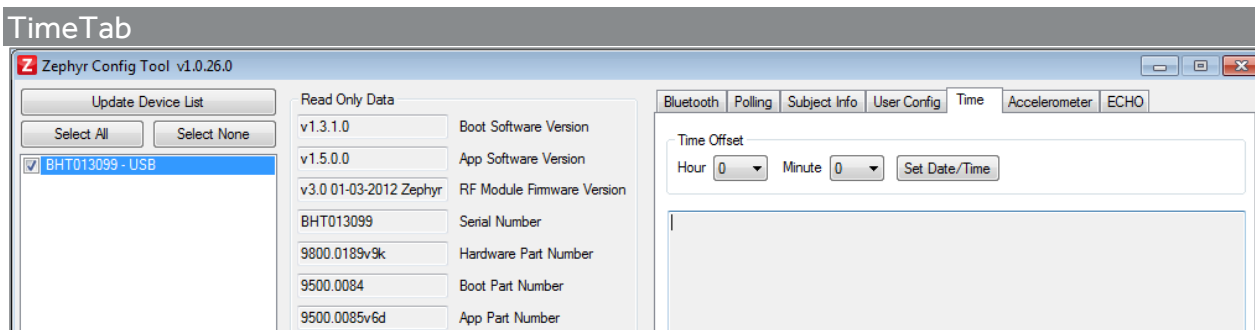 TimeTab
Z Zephyr Config Tool v1.0.26.0
Update Device List
Select All Select None
BHT013099 - USB
Read Only Data
v1.3.1.0 Boot Software Version
v1.5.0.0 App Software Version
v3.0 01-03-2012 Zephyr RF Module Firmware Version
BHT013099 Serial Number
9800.0189v9k Hardware Part Number
9500.0084 Boot Part Number
9500.0085v6d App Part Number
Bluetooth Polling Subject Info User Config Time Accelerometer ECHO
Time Offset
Hour 0 Minute 0 Set Date/Time